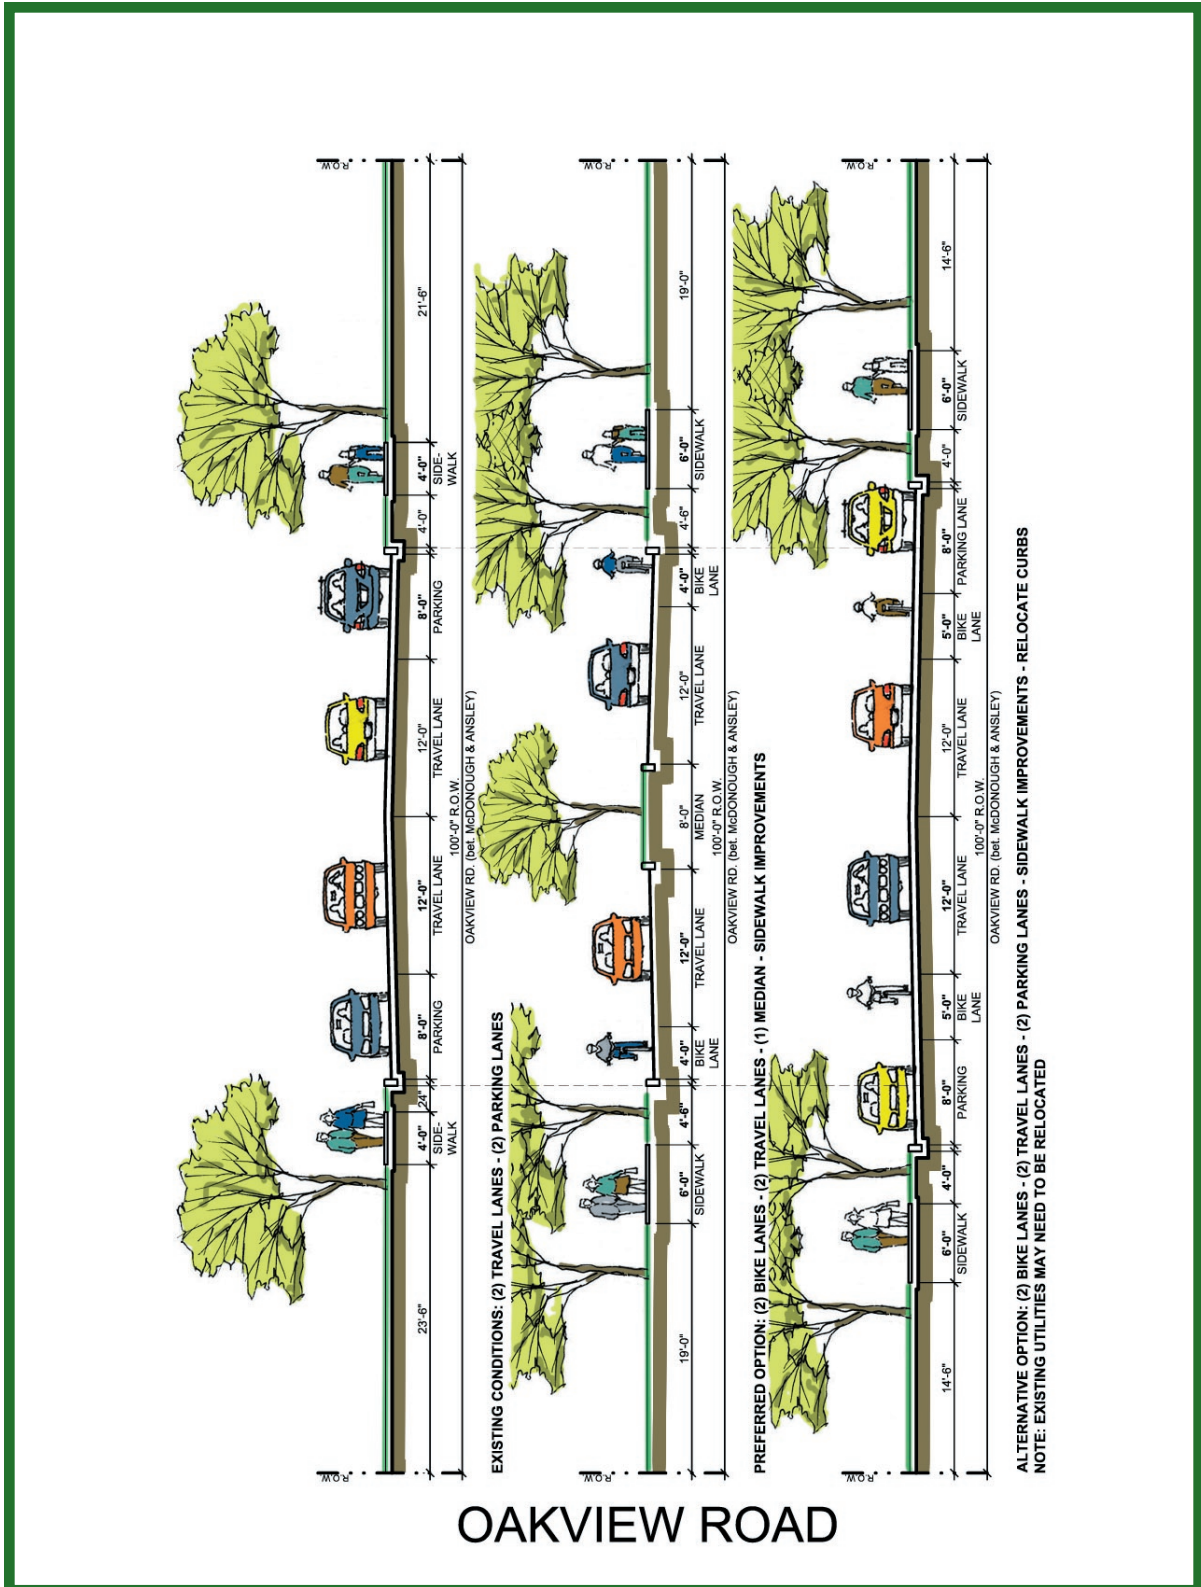 R.O.W R.O.W
23'-6" 4'-0" 24" 8'-0" 12'-0" 12'-0" 8'-0" 4'-0" 4'-0" 21'-6"
SIDE- PARKING TRAVEL LANE TRAVEL LANE PARKING SIDE-
WALK WALK
100'-0" R.O.W.
OAKVIEW RD. (bet. McDONOUGH & ANSLEY)
EXISTING CONDITIONS: (2) TRAVEL LANES - (2) PARKING LANES
R.O.W R.O.W
19'-0" 6'-0" 4'-6" 4'-0" 12'-0" 8'-0" 12'-0" 4'-0" 4'-6" 6'-0" 19'-0"
SIDEWALK BIKE TRAVEL LANE MEDIAN TRAVEL LANE BIKE SIDEWALK
LANE LANE
100'-0" R.O.W.
OAKVIEW RD. (bet. McDONOUGH & ANSLEY)
PREFERRED OPTION: (2) BIKE LANES - (2) TRAVEL LANES - (1) MEDIAN - SIDEWALK IMPROVEMENTS
R.O.W R.O.W
14'-6" 6'-0" 4'-0" 8'-0" 5'-0" 12'-0" 12'-0" 5'-0" 8'-0" 4'-0" 6'-0" 14'-6"
SIDEWALK PARKING BIKE TRAVEL LANE TRAVEL LANE BIKE PARKING LANE SIDEWALK
LANE LANE
100'-0" R.O.W.
OAKVIEW RD. (bet. McDONOUGH & ANSLEY)
ALTERNATIVE OPTION: (2) BIKE LANES - (2) TRAVEL LANES - (2) PARKING LANES - SIDEWALK IMPROVEMENTS - RELOCATE CURBS
NOTE: EXISTING UTILITIES MAY NEED TO BE RELOCATED
OAKVIEW ROAD